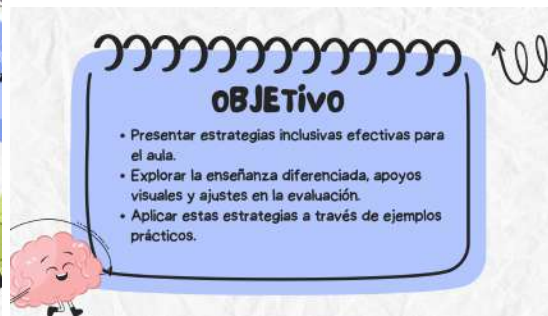 OBJETIVO
• Presentar estrategias inclusivas efectivas para
el aula.
• Explorar la enseñanza diferenciada, apoyos
visuales y ajustes en la evaluación.
• Aplicar estas estrategias a través de ejemplos
prácticos.